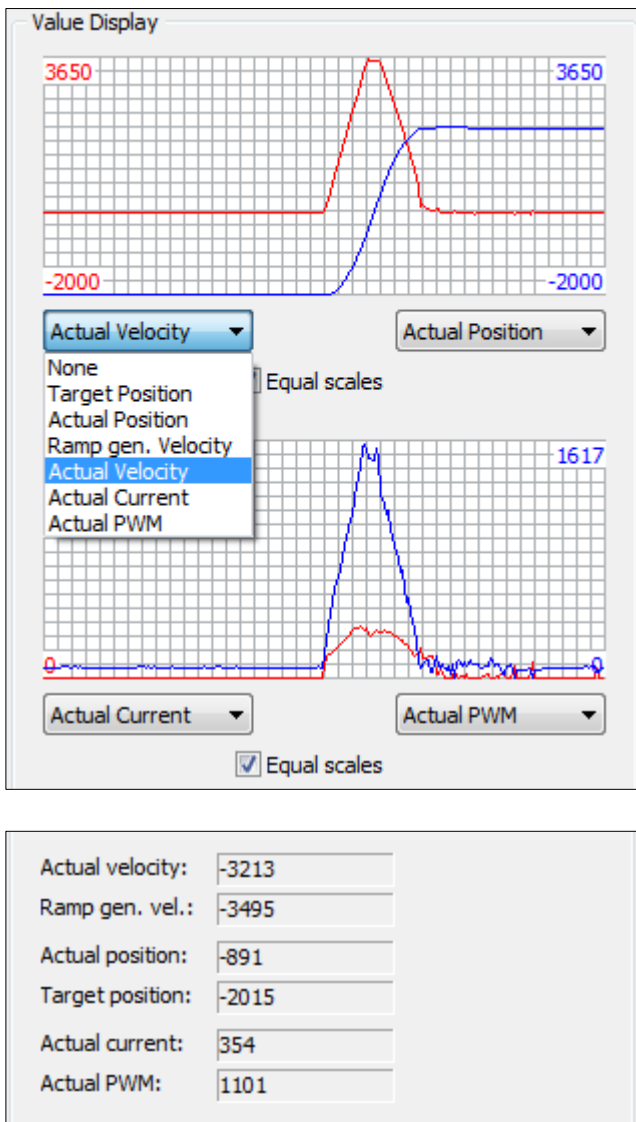 Value Display
3650 3650
-2000 -2000
Actual Velocity Actual Position
None
Target Position
Actual Position
Ramp gen. Velocity
Actual Velocity
Actual Current
Actual PWM
Equal scales
1617
0 0
Actual Current Actual PWM
Equal scales
Actual velocity: -3213
Ramp gen. vel.: -3495
Actual position: -891
Target position: -2015
Actual current: 354
Actual PWM: 1101